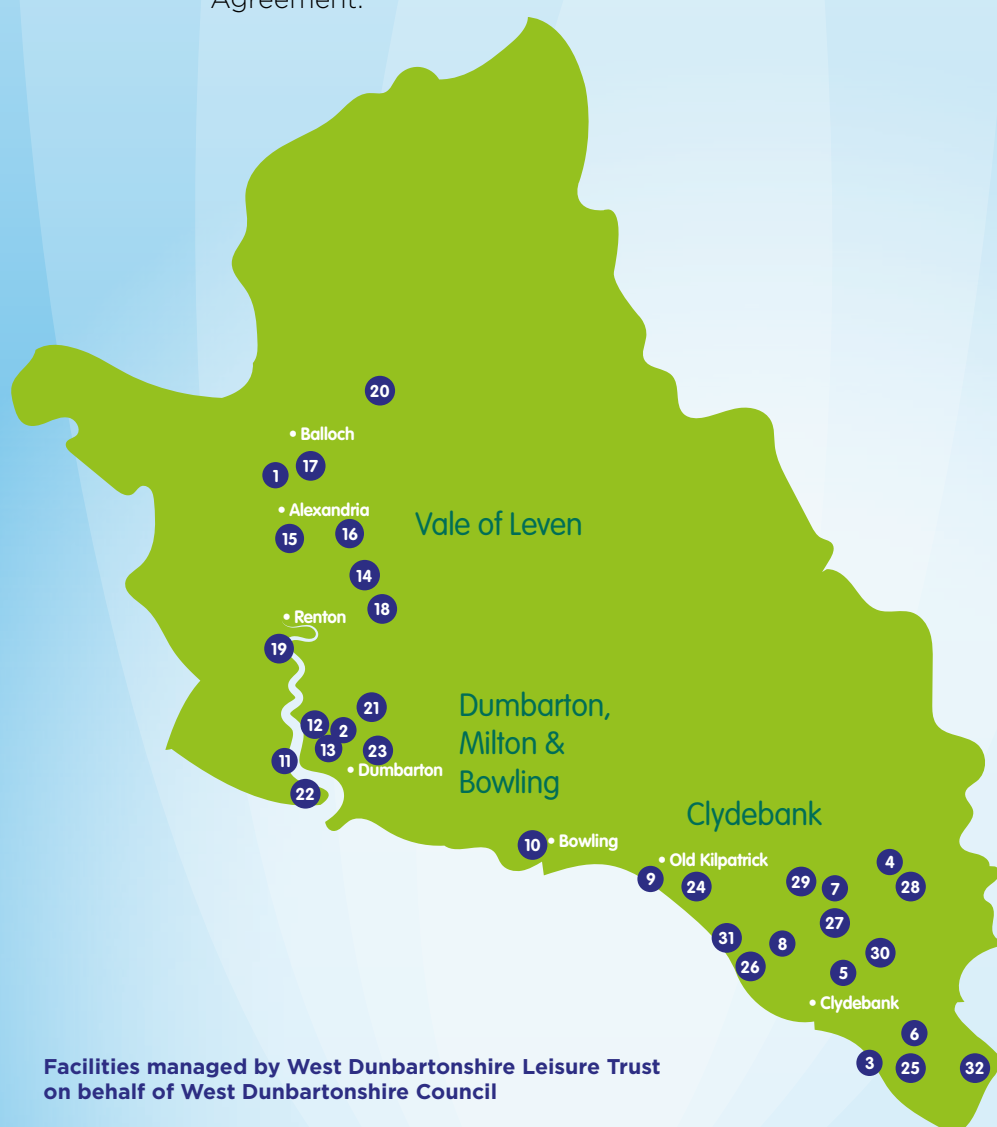 Agreement.
20
• Balloch
17
1
• Alexandria
16
15
Vale of Leven
14
18
• Renton
19
21
Dumbarton,
Milton &
Bowling
12
2
13
23
11
• Dumbarton
22
Clydebank
10
• Bowling
• Old Kilpatrick
4
9
24
29
7
28
27
31
8
30
26
5
• Clydebank
6
3
25
32
Facilities managed by West Dunbartonshire Leisure Trust
on behalf of West Dunbartonshire Council